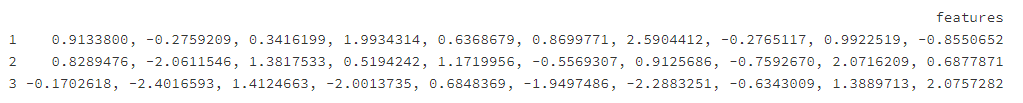 features
1 0.9133800, -0.2759209, 0.3416199, 1.9934314, 0.6368679, 0.8699771, 2.5904412, -0.2765117, 0.9922519, -0.8550652
2 0.8289476, -2.0611546, 1.3817533, 0.5194242, 1.1719956, -0.5569307, 0.9125686, -0.7592670, 2.0716209, 0.6877871
3 -0.1702618, -2.4016593, 1.4124663, -2.0013735, 0.6848369, -1.9497486, -2.2883251, -0.6343009, 1.3889713, 2.0757282